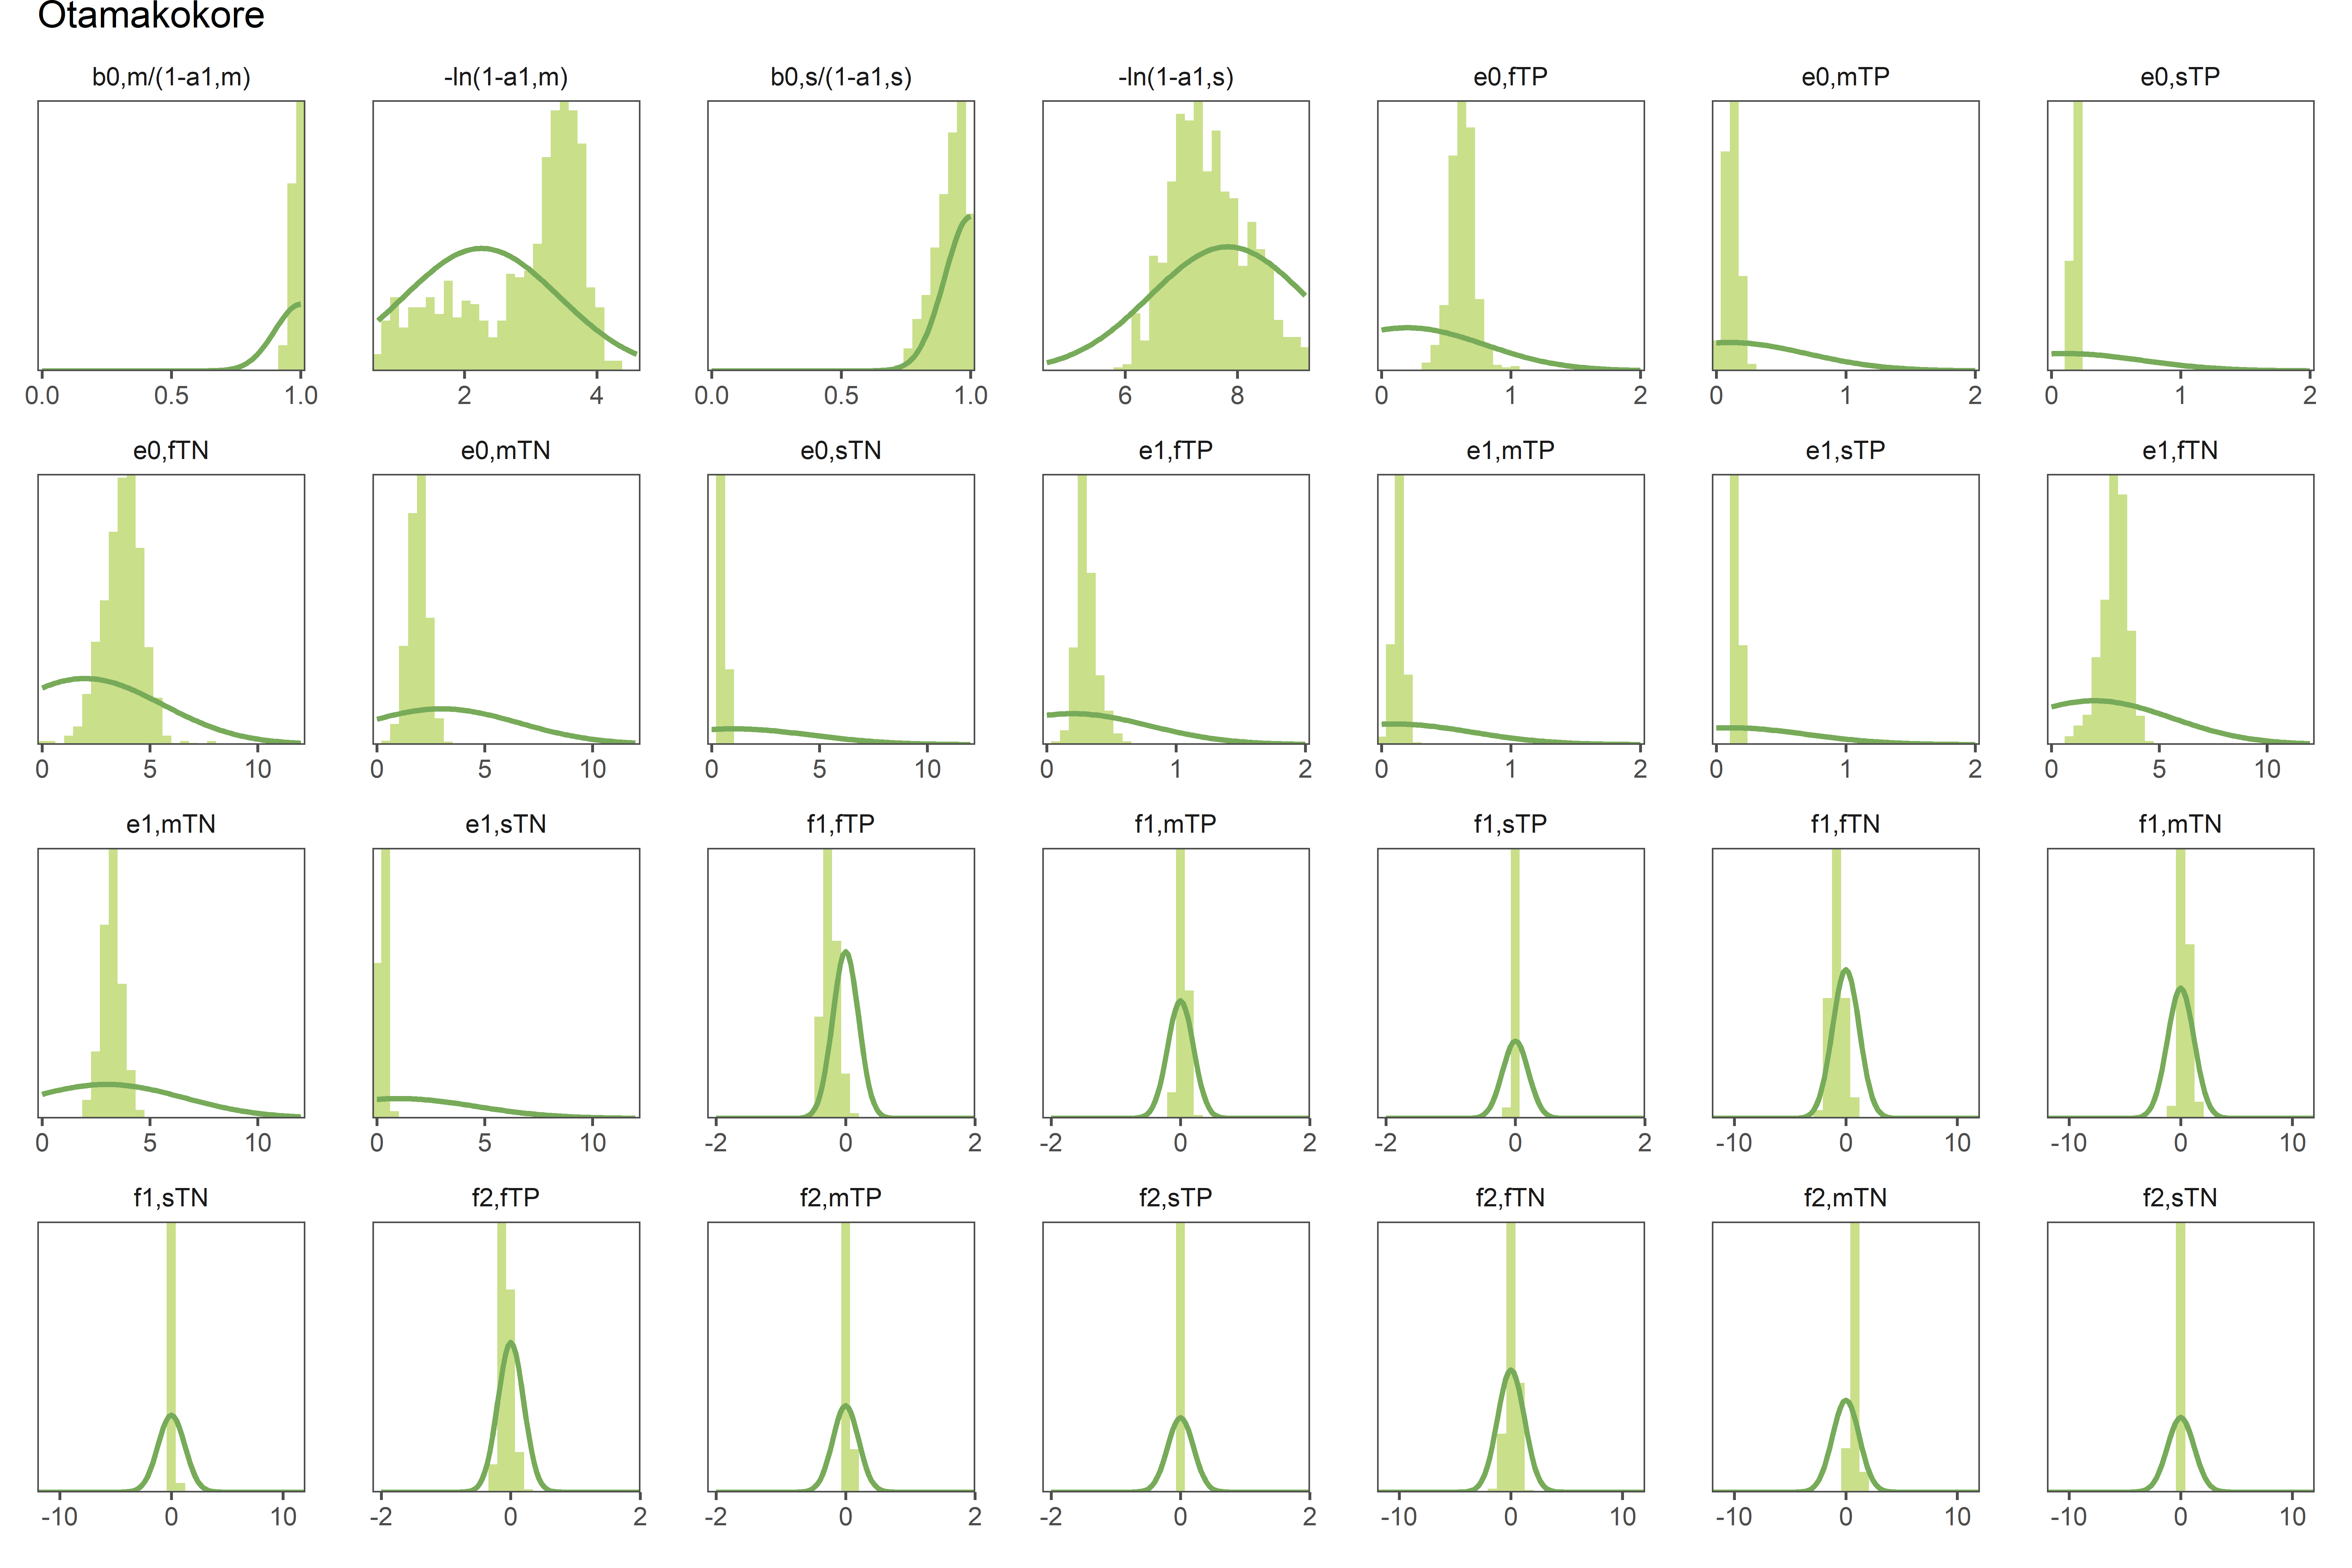 Otamakokore
b0,m/(1-a1,m) -ln(1-a1,m) b0,s/(1-a1,s) -ln(1-a1,s) e0,fTP e0,mTP e0,sTP
0.0 0.5 1.0 2 4 0.0 0.5 1.0 6 8 0 1 2 0 1 2 0 1 2
e0,fTN e0,mTN e0,sTN e1,fTP e1,mTP e1,sTP e1,fTN
0 5 10 0 5 10 0 5 10 0 1 2 0 1 2 0 1 2 0 5 10
e1,mTN e1,sTN f1,fTP f1,mTP f1,sTP f1,fTN f1,mTN
0 5 10 0 5 10 -2 0 2 -2 0 2 -2 0 2 -10 0 10 -10 0 10
f1,sTN f2,fTP f2,mTP f2,sTP f2,fTN f2,mTN f2,sTN
-10 0 10 -2 0 2 -2 0 2 -2 0 2 -10 0 10 -10 0 10 -10 0 10